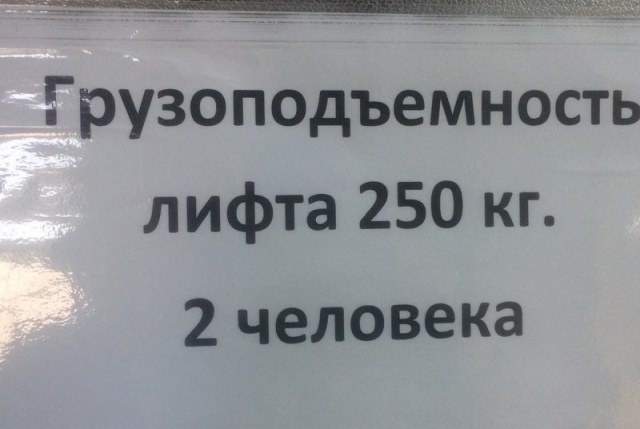 Грузоподъемность
лифта 250 кг.
2 человека